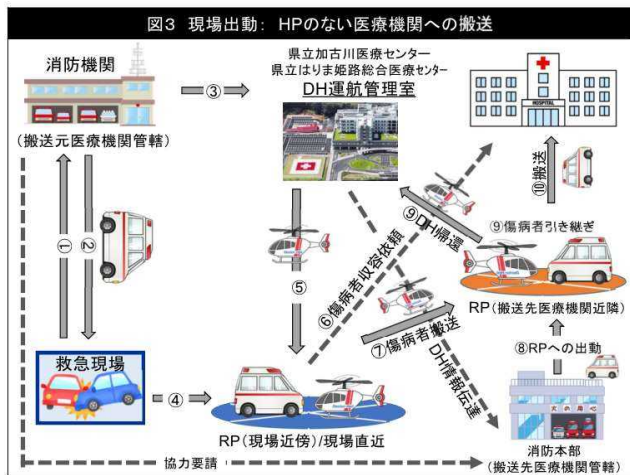 図3 現場出動: HPのない医療機関への搬送
消防機関
(搬送元医療機関管轄)
③
県立加古川医療センター
県立はりま姫路総合医療センター
DH運航管理室
HOSPITAL
⑩搬送
①
②
⑤
⑥傷病者収容依頼
⑨DH帰還
⑨傷病者引き継ぎ
RP(搬送先医療機関近隣)
⑦傷病者搬送
DH情報伝達
⑧RPへの出動
救急現場
④
RP(現場近傍)/現場直近
火の用心
消防本部
(搬送先医療機関管轄)
協力要請